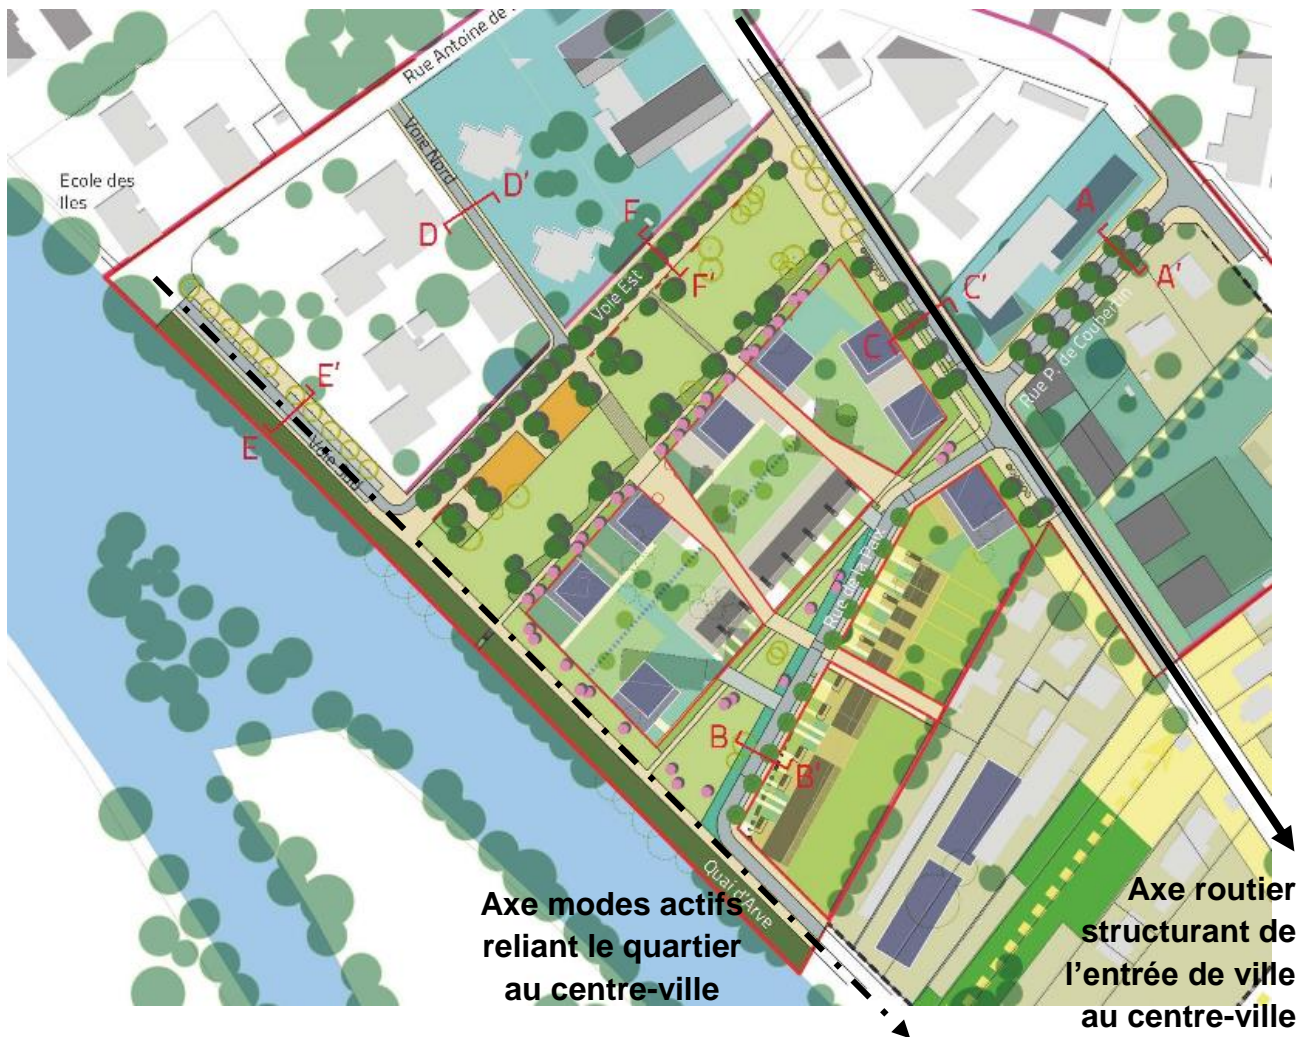 Rue Antoine de
Ecole des
Iles
Voie Nord
D'
D
F
F'
Voie Est
A
A'
C'
C
Rue P. de Coubertin
E'
E
Voie Sud
Rue de la Paix
B
B'
Quai d'Arve
Axe modes actifs
reliant le quartier
au centre-ville
Axe routier
structurant de
l'entrée de ville
au centre-ville